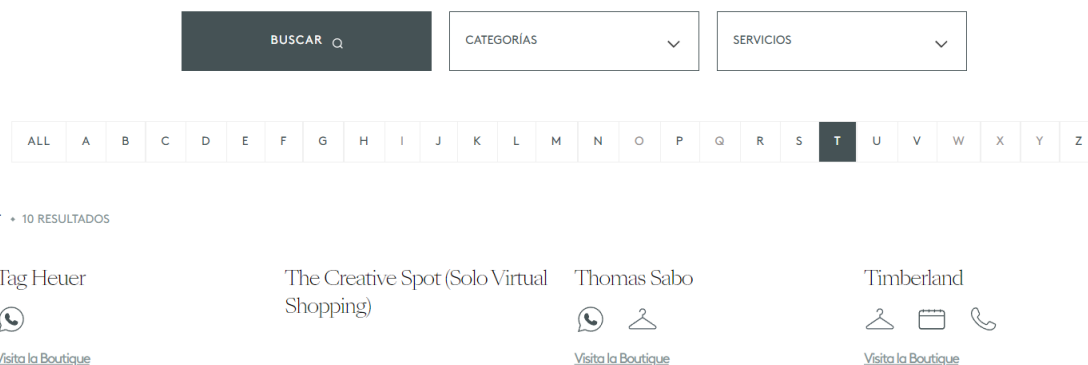 BUSCAR
CATEGORÍAS
SERVICIOS
ALL A B C D E F G H I J K L M N O P Q R S T U V W X Y Z
10 RESULTADOS
Tag Heuer
Visita la Boutique
The Creative Spot (Solo Virtual
Shopping)
Thomas Sabo
Visita la Boutique
Timberland
Visita la Boutique